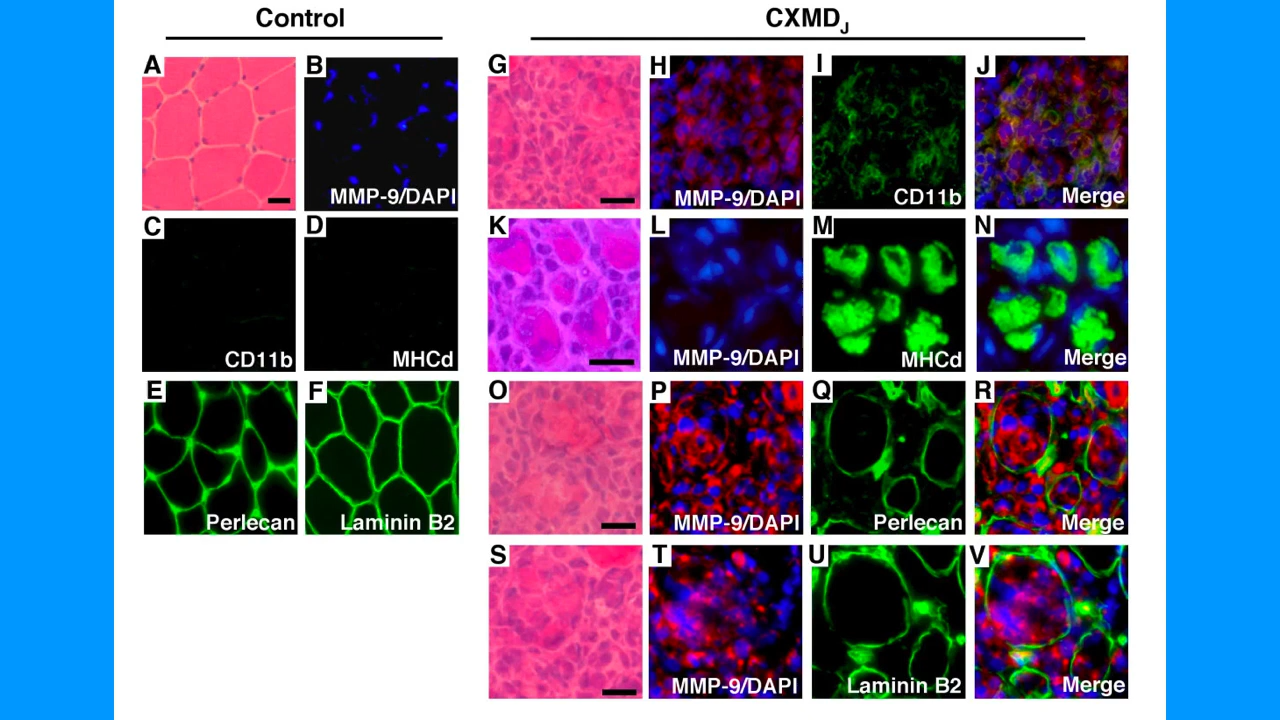 Control
CXMDJ
A
B
MMP-9/DAPI
G
H
MMP-9/DAPI
I
CD11b
J
Merge
C
CD11b
D
MHCd
K
L
MMP-9/DAPI
M
MHCd
N
Merge
E
Perlecan
F
Laminin B2
O
P
MMP-9/DAPI
Q
Perlecan
R
Merge
S
T
MMP-9/DAPI
U
Laminin B2
V
Merge